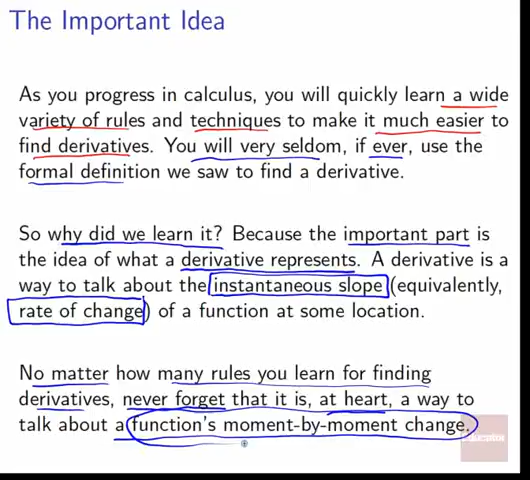 The Important Idea
As you progress in calculus, you will quickly learn a wide
variety of rules and techniques to make it much easier to
find derivatives. You will very seldom, if ever, use the
formal definition we saw to find a derivative.
So why did we learn it? Because the important part is
the idea of what a derivative represents. A derivative is a
way to talk about the instantaneous slope (equivalently,
rate of change) of a function at some location.
No matter how many rules you learn for finding
derivatives, never forget that it is, at heart, a way to
talk about a function's moment-by-moment change.